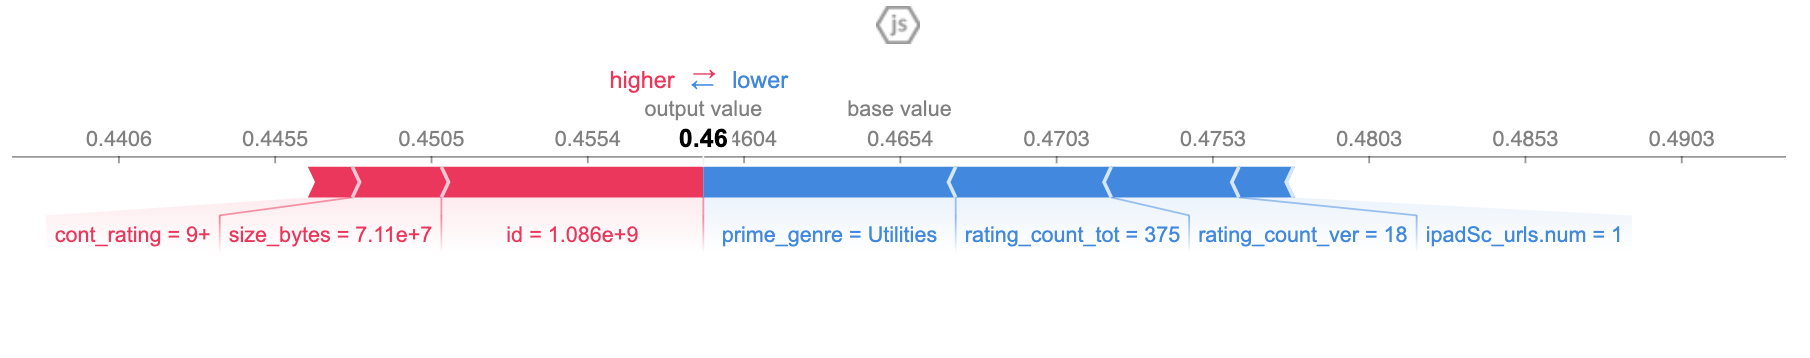 js
higher lower
output value base value
0.4406 0.4455 0.4505 0.4554 0.46 4604 0.4654 0.4703 0.4753 0.4803 0.4853 0.4903
cont_rating = 9+ size_bytes = 7.11e+7 id = 1.086e+9 prime_genre = Utilities rating_count_tot = 375 rating_count_ver = 18 ipadSc_urls.num = 1